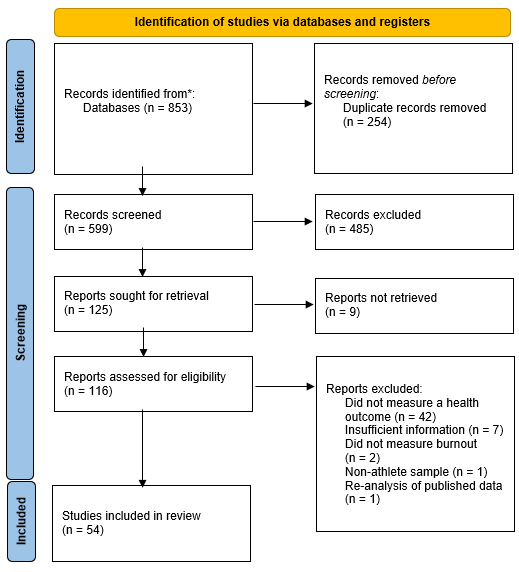 Identification of studies via databases and registers
Identification
Records identified from*:
Databases (n = 853)
Records removed before
screening:
Duplicate records removed
(n = 254)
Screening
Records screened
(n = 599)
Records excluded
(n = 485)
Reports sought for retrieval
(n = 125)
Reports not retrieved
(n = 9)
Reports assessed for eligibility
(n = 116)
Reports excluded:
Did not measure a health
outcome (n = 42)
Insufficient information (n = 7)
Did not measure burnout
(n = 2)
Non-athlete sample (n = 1)
Re-analysis of published data
(n = 1)
Included
Studies included in review
(n = 54)